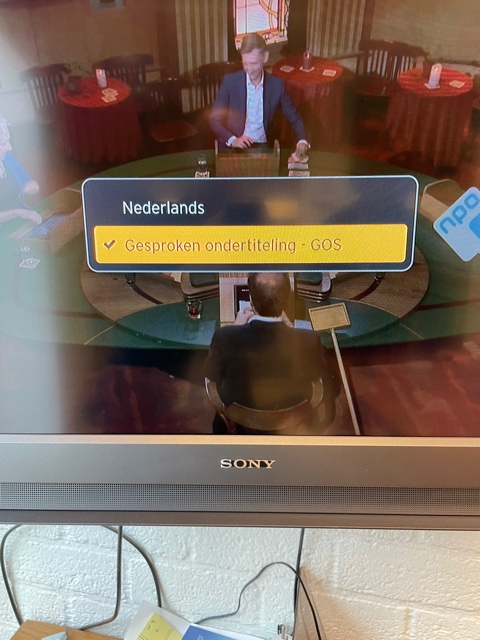 Nederlands
✓ Gesproken ondertiteling - GOS
npo
SONY